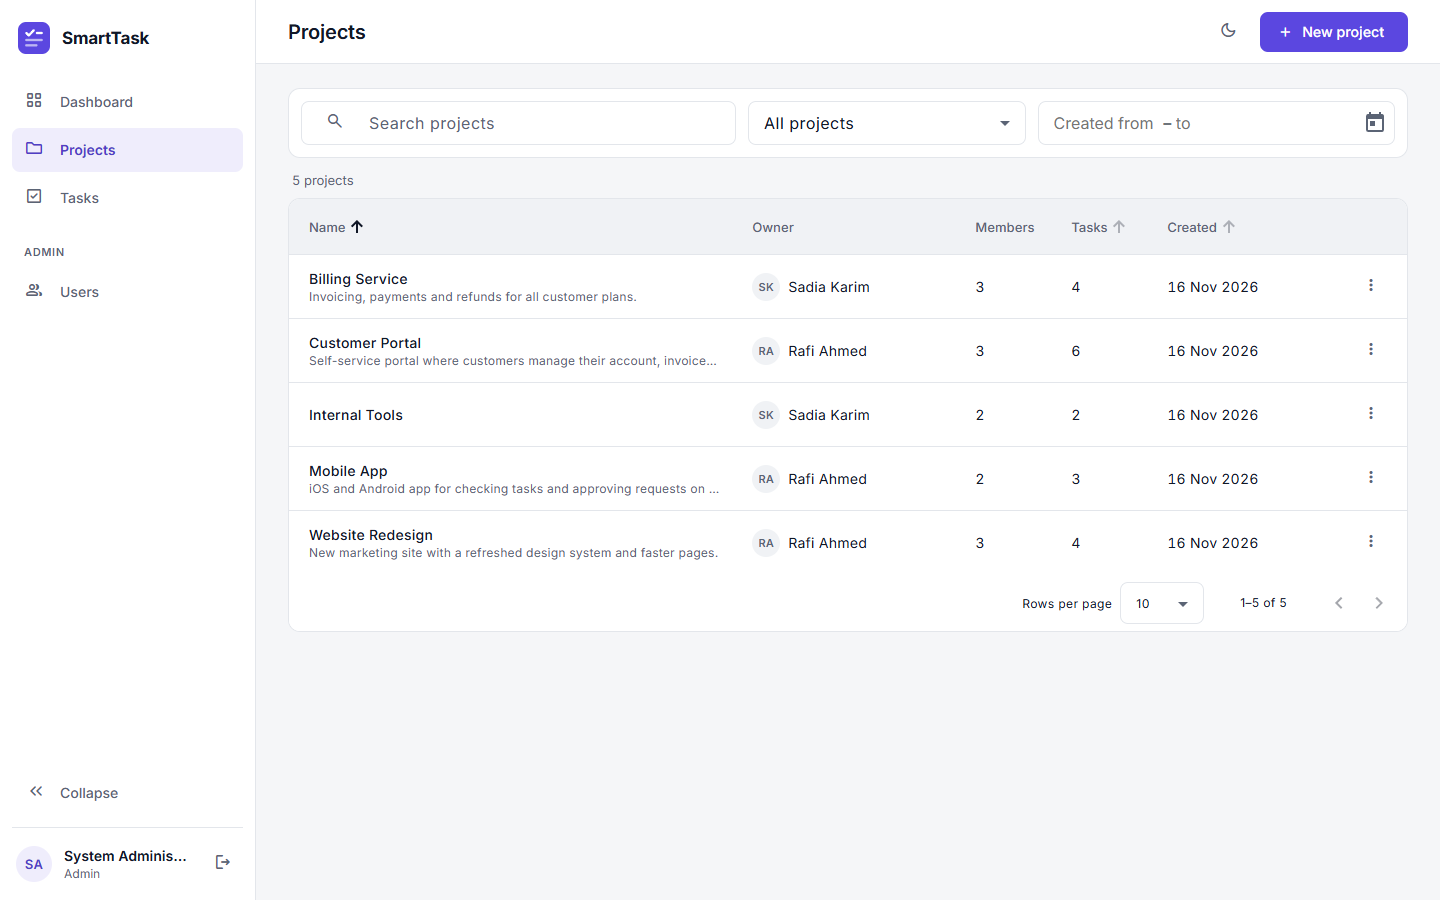 SmartTask
Dashboard
Projects
Tasks
ADMIN
Users
Collapse
SA
System Adminis...
Admin
Projects
+ New project
Search projects
All projects
Created from – to
5 projects
Name Owner Members Tasks Created
Billing Service
Invoicing, payments and refunds for all customer plans.
SK Sadia Karim 3 4 16 Nov 2026
Customer Portal
Self-service portal where customers manage their account, invoice...
RA Rafi Ahmed 3 6 16 Nov 2026
Internal Tools
SK Sadia Karim 2 2 16 Nov 2026
Mobile App
iOS and Android app for checking tasks and approving requests on ...
RA Rafi Ahmed 2 3 16 Nov 2026
Website Redesign
New marketing site with a refreshed design system and faster pages.
RA Rafi Ahmed 3 4 16 Nov 2026
Rows per page 10 1–5 of 5